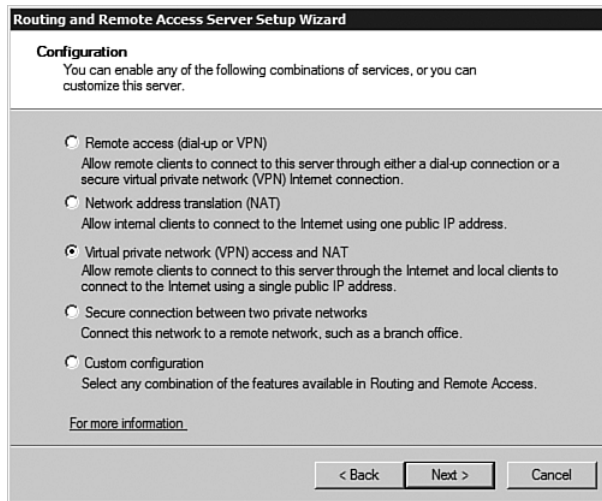 Routing and Remote Access Server Setup Wizard
Configuration
You can enable any of the following combinations of services, or you can
customize this server.
Remote access (dial-up or VPN)
Allow remote clients to connect to this server through either a dial-up connection or a
secure virtual private network (VPN) Internet connection.
Network address translation (NAT)
Allow internal clients to connect to the Internet using one public IP address.
Virtual private network (VPN) access and NAT
Allow remote clients to connect to this server through the Internet and local clients to
connect to the Internet using a single public IP address.
Secure connection between two private networks
Connect this network to a remote network, such as a branch office.
Custom configuration
Select any combination of the features available in Routing and Remote Access.
For more information
< Back Next > Cancel